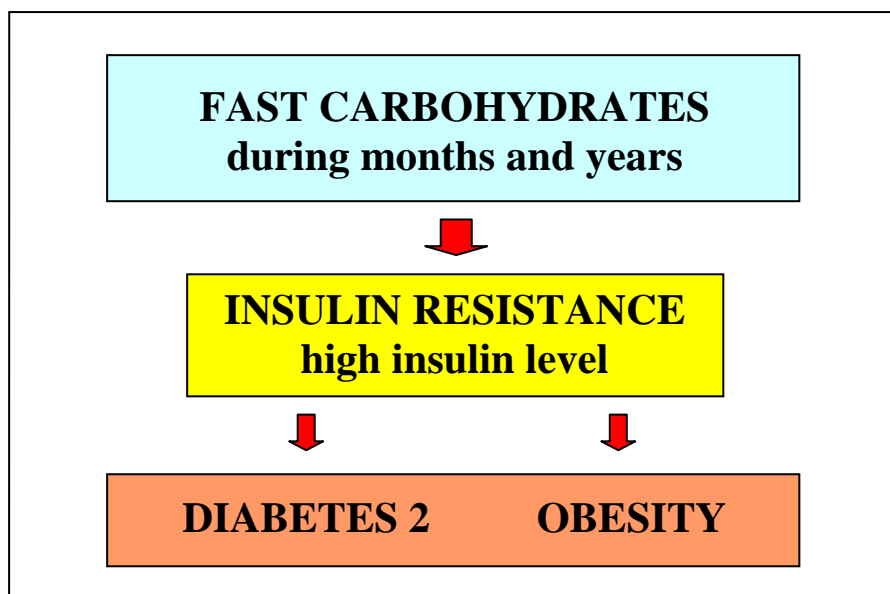 FAST CARBOHYDRATES
during months and years
INSULIN RESISTANCE
high insulin level
DIABETES 2 OBESITY